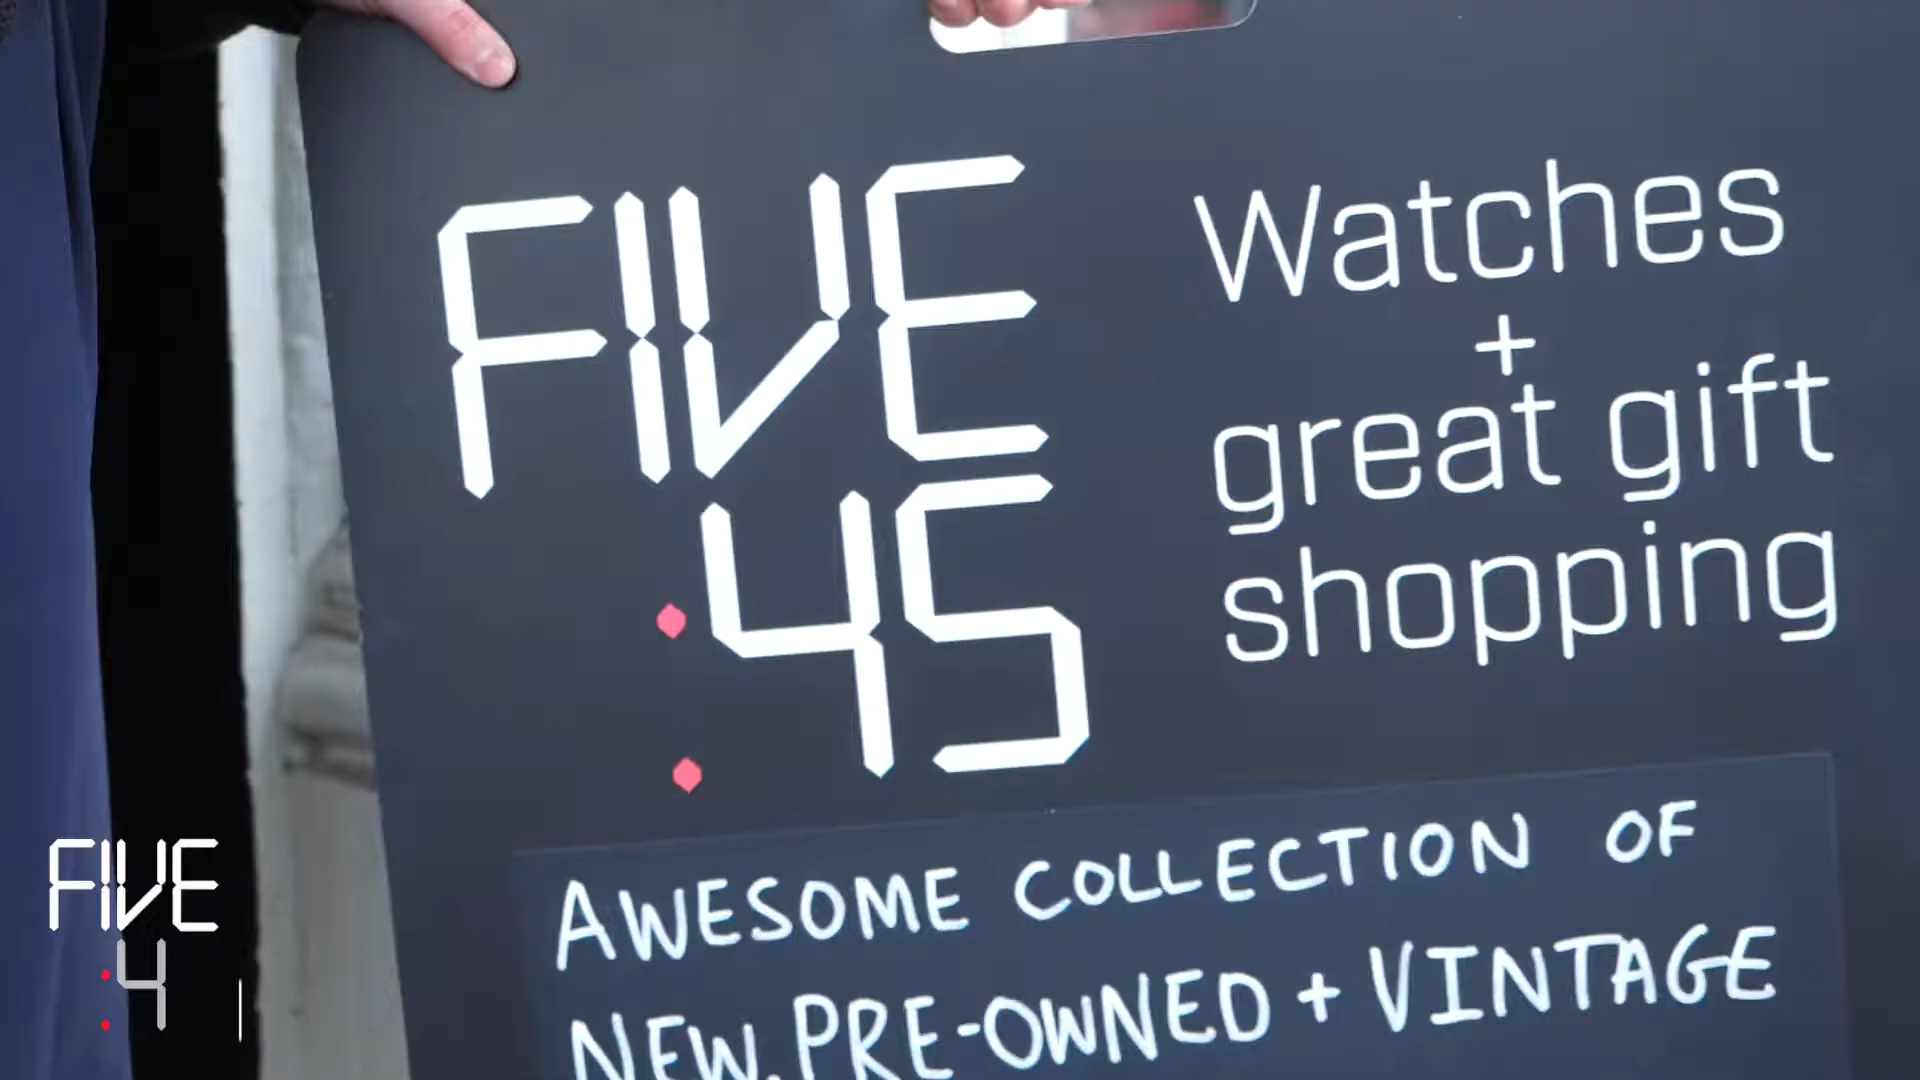 FIVE
:45
Watches
+
great gift
shopping
AWESOME COLLECTION OF
NEW, PRE-OWNED + VINTAGE
FIVE
:4